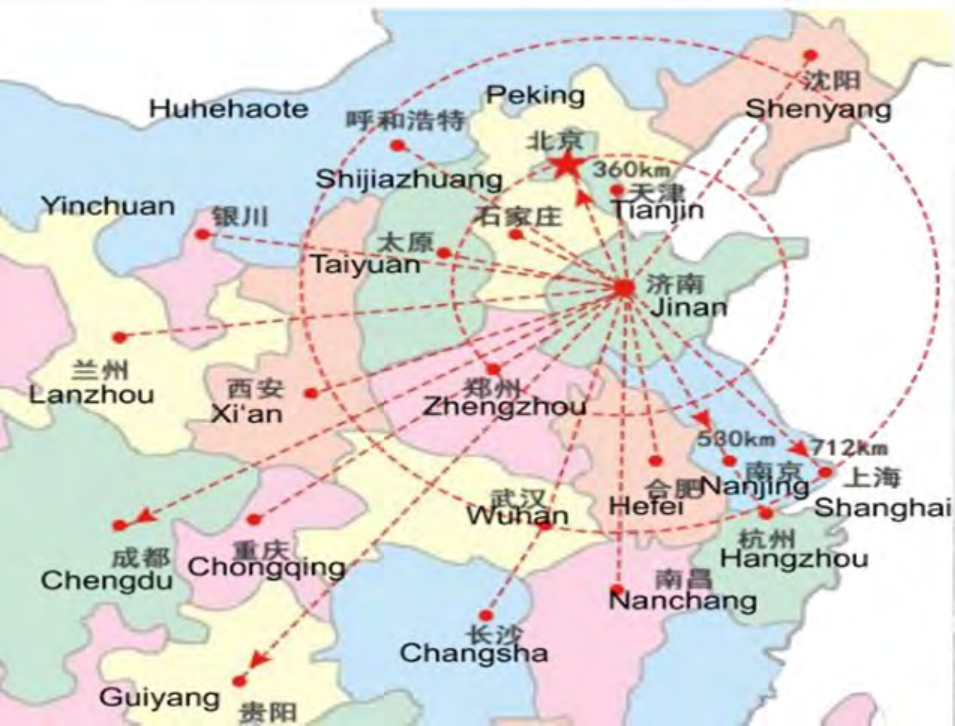 沈阳
Shenyang
Peking
Huhehaote
呼和浩特
北京
360km
Shijiazhuang
天津
Tianjin
Yinchuan
银川
石家庄
太原
Taiyuan
济南
Jinan
兰州
Lanzhou
西安
Xi'an
郑州
Zhengzhou
530km
712km
南京
Nanjing
上海
Shanghai
合肥
Hefei
武汉
Wuhan
杭州
Hangzhou
成都
Chengdu
重庆
Chongqing
南昌
Nanchang
长沙
Changsha
Guiyang
贵阳